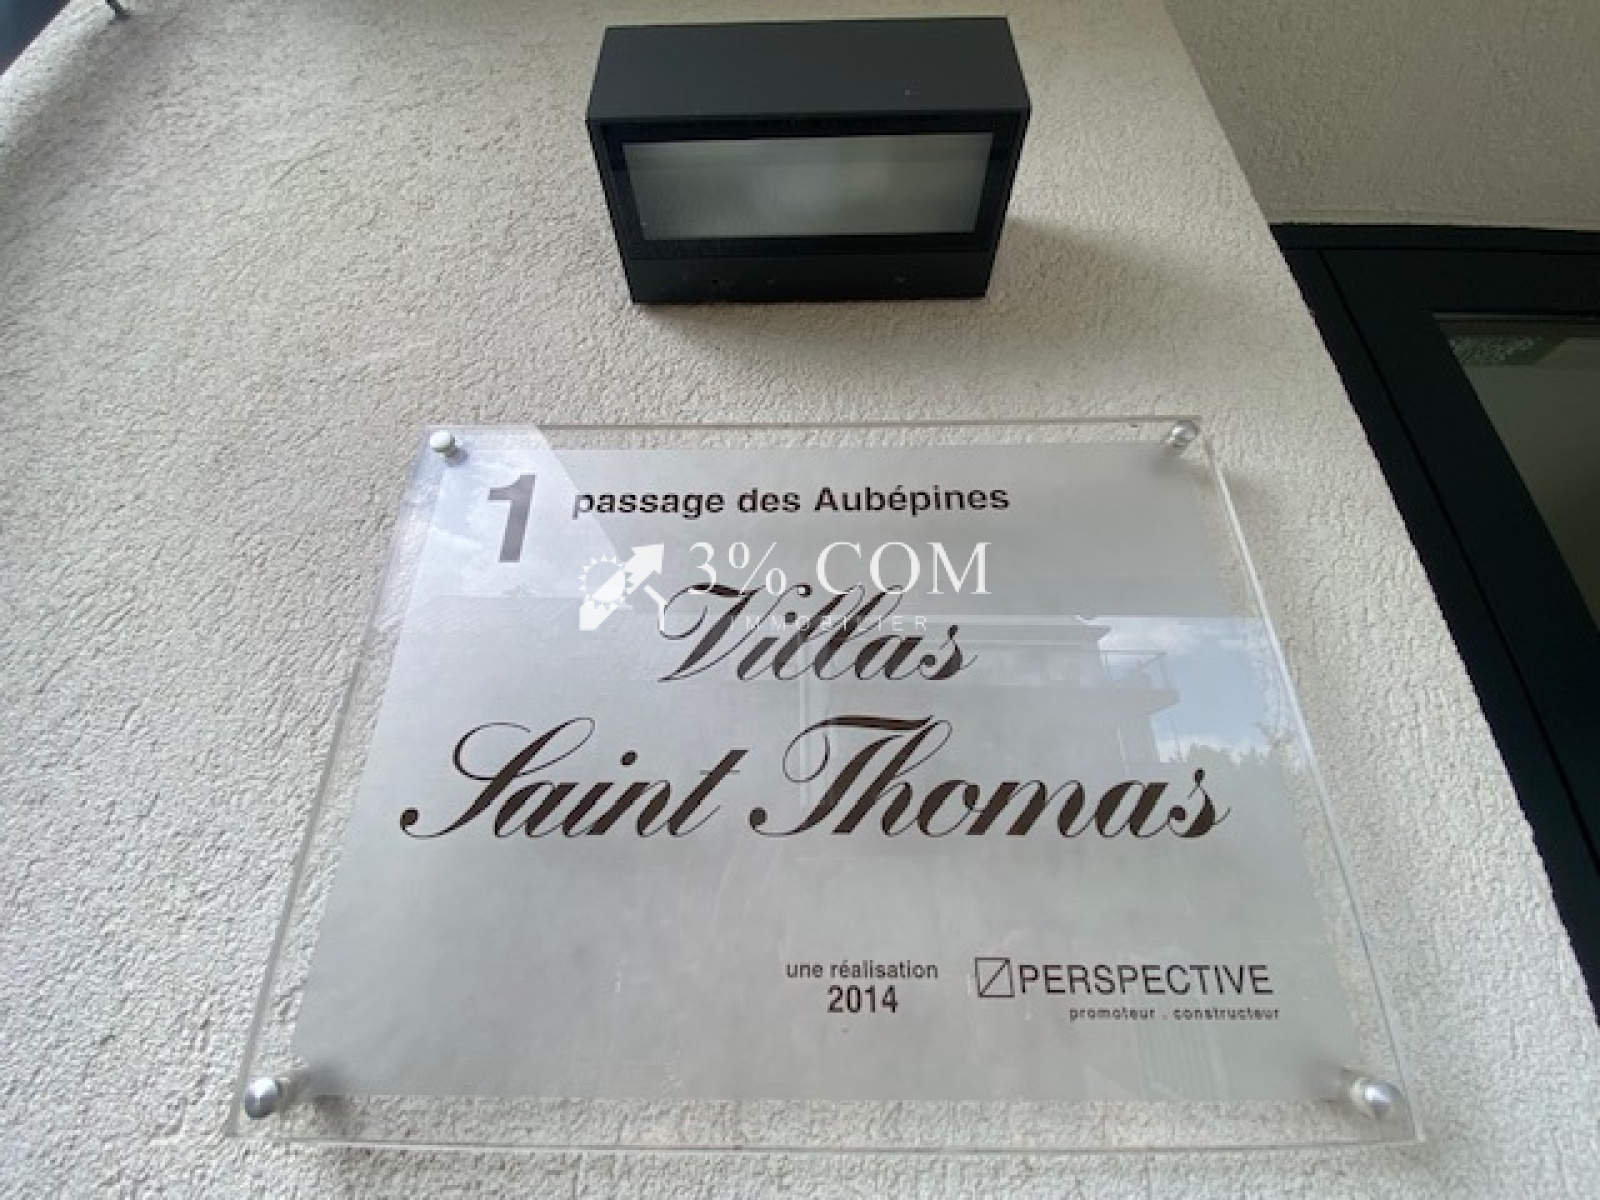 1 passage des Aubépines
3%.COM
IMMOBILIER
Villas
Saint Thomas
une réalisation
2014
PERSPECTIVE
promoteur . constructeur